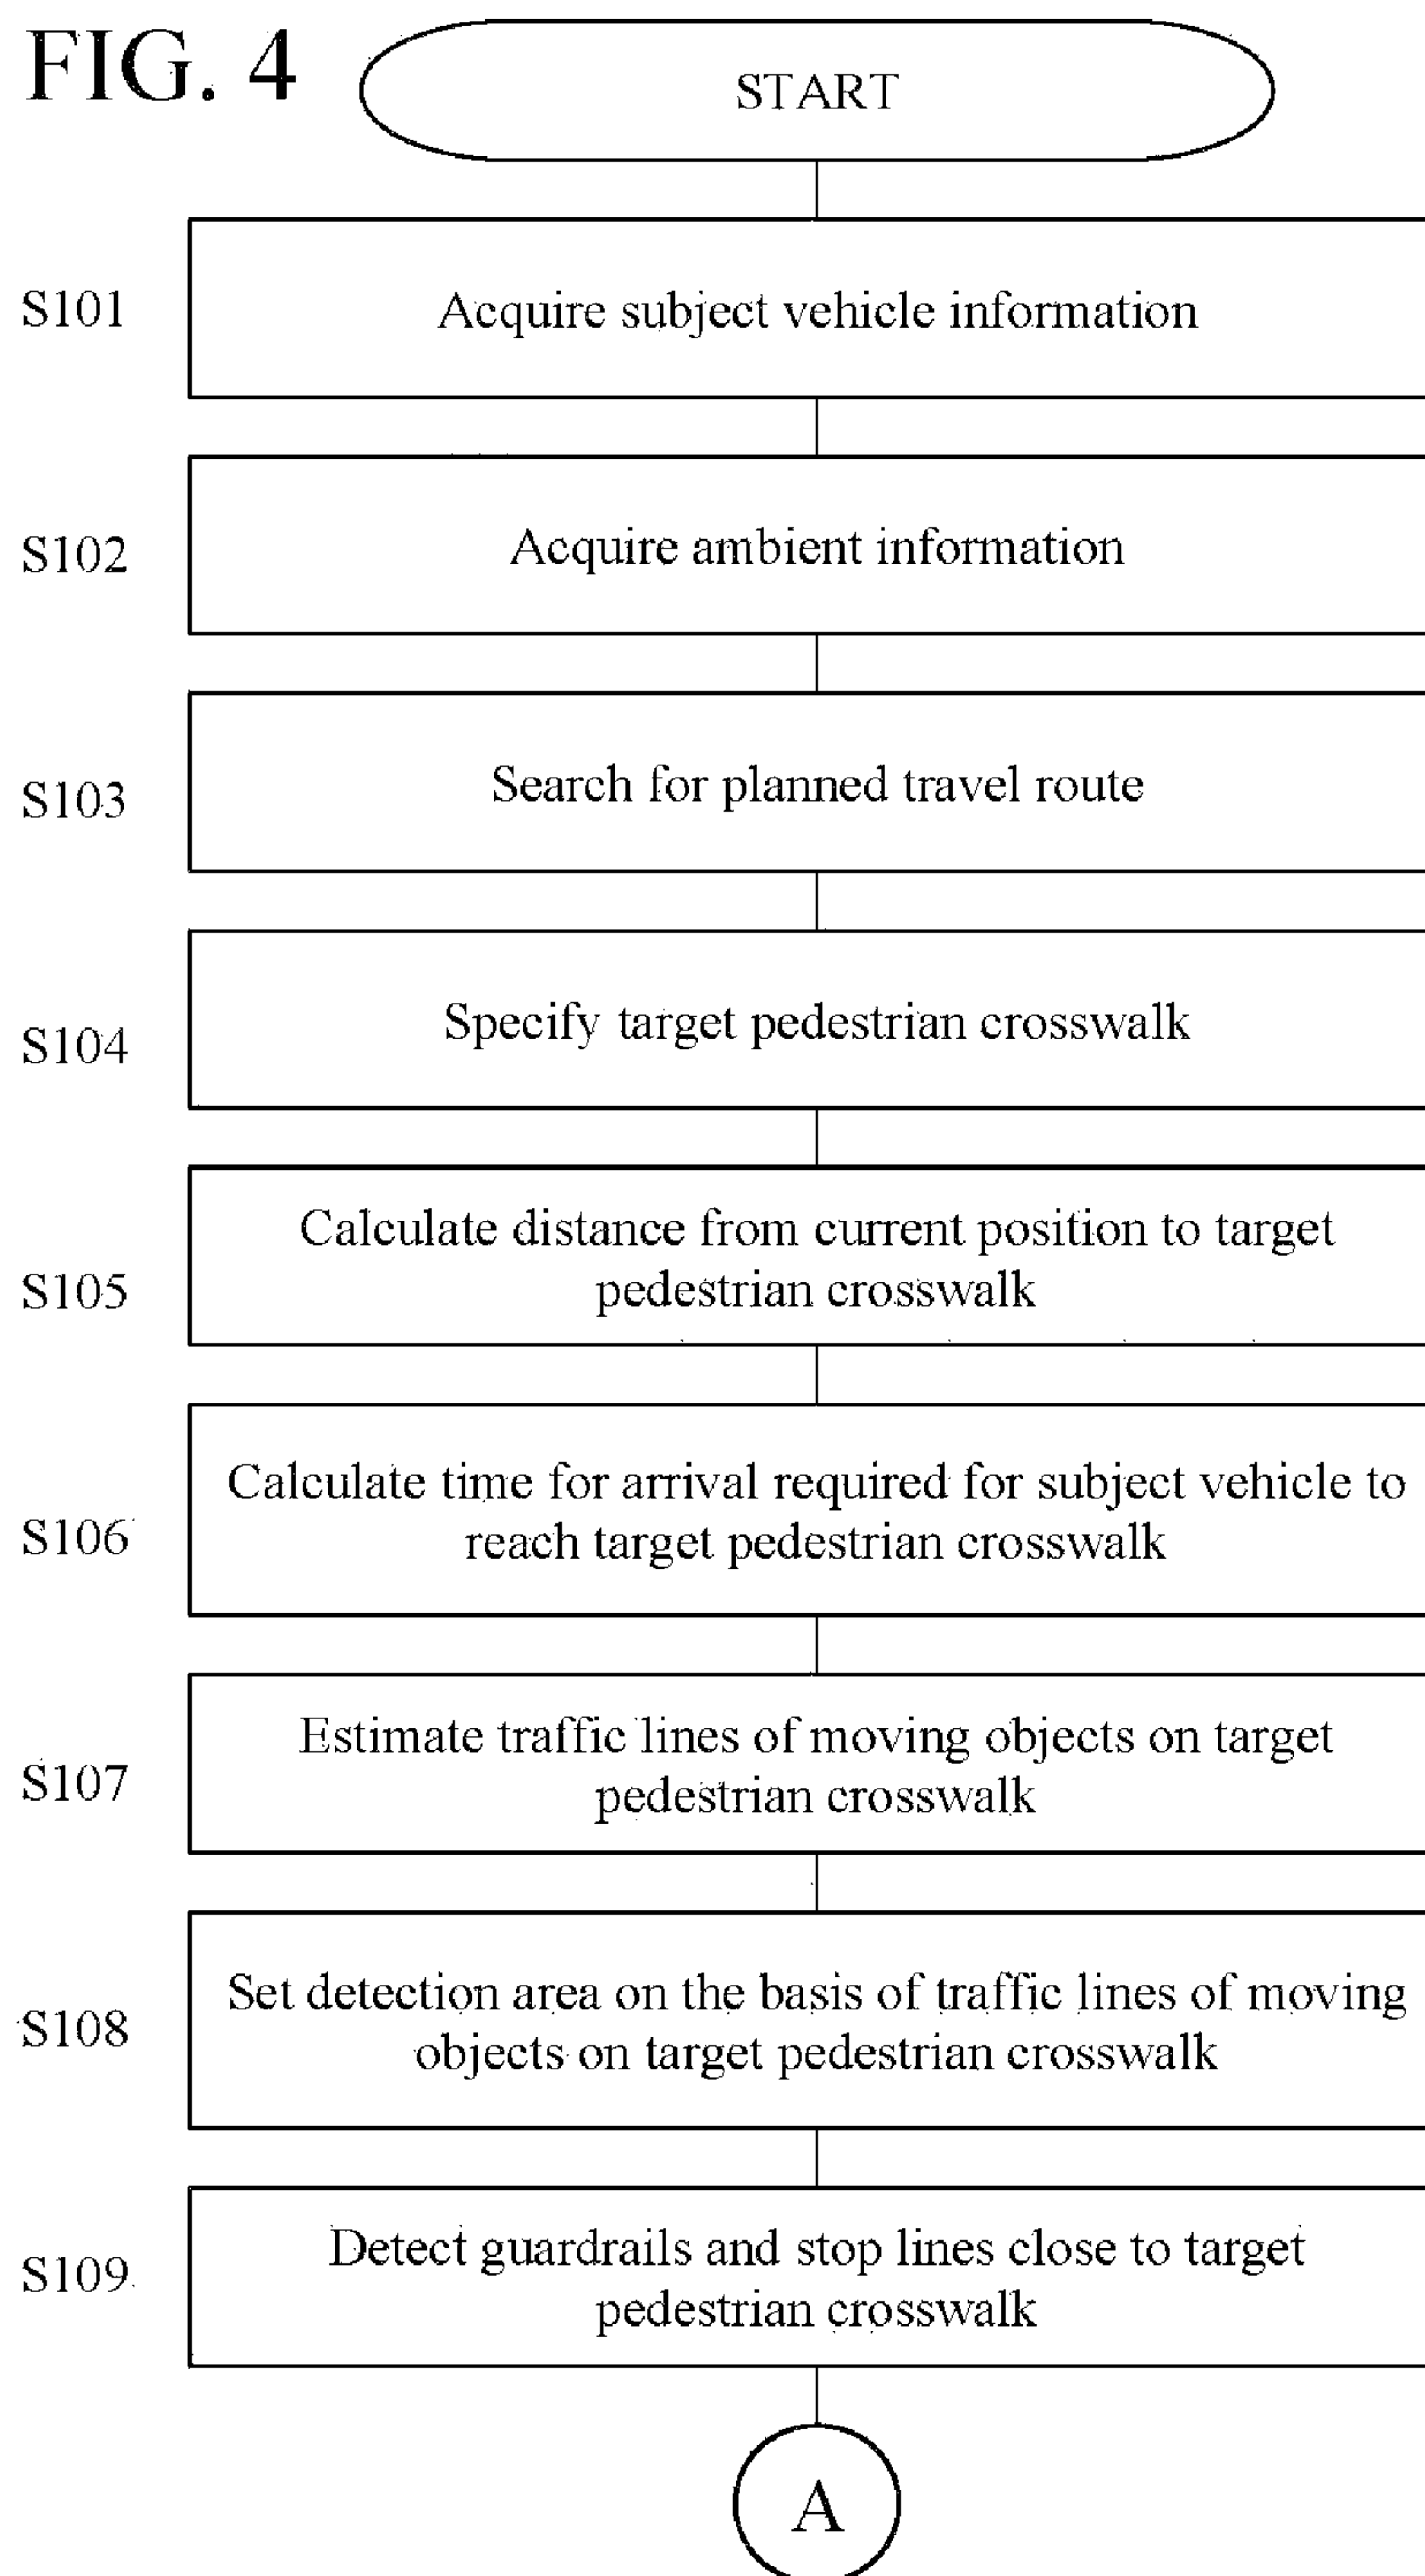 FIG. 4
START
S101
Acquire subject vehicle information
S102
Acquire ambient information
S103
Search for planned travel route
S104
Specify target pedestrian crosswalk
S105
Calculate distance from current position to target
pedestrian crosswalk
S106
Calculate time for arrival required for subject vehicle to
reach target pedestrian crosswalk
S107
Estimate traffic lines of moving objects on target
pedestrian crosswalk
S108
Set detection area on the basis of traffic lines of moving
objects on target pedestrian crosswalk
S109
Detect guardrails and stop lines close to target
pedestrian crosswalk
A